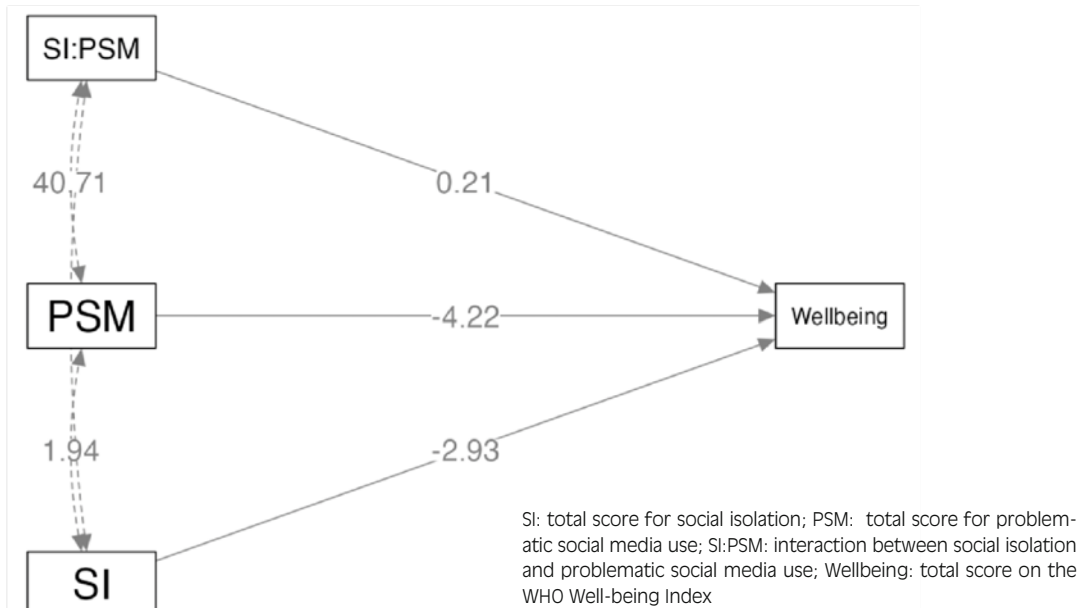 SI:PSM
40.71
0.21
PSM
-4.22
Wellbeing
1.94
-2.93
SI
SI: total score for social isolation; PSM: total score for problem-
atic social media use; SI:PSM: interaction between social isolation
and problematic social media use; Wellbeing: total score on the
WHO Well-being Index